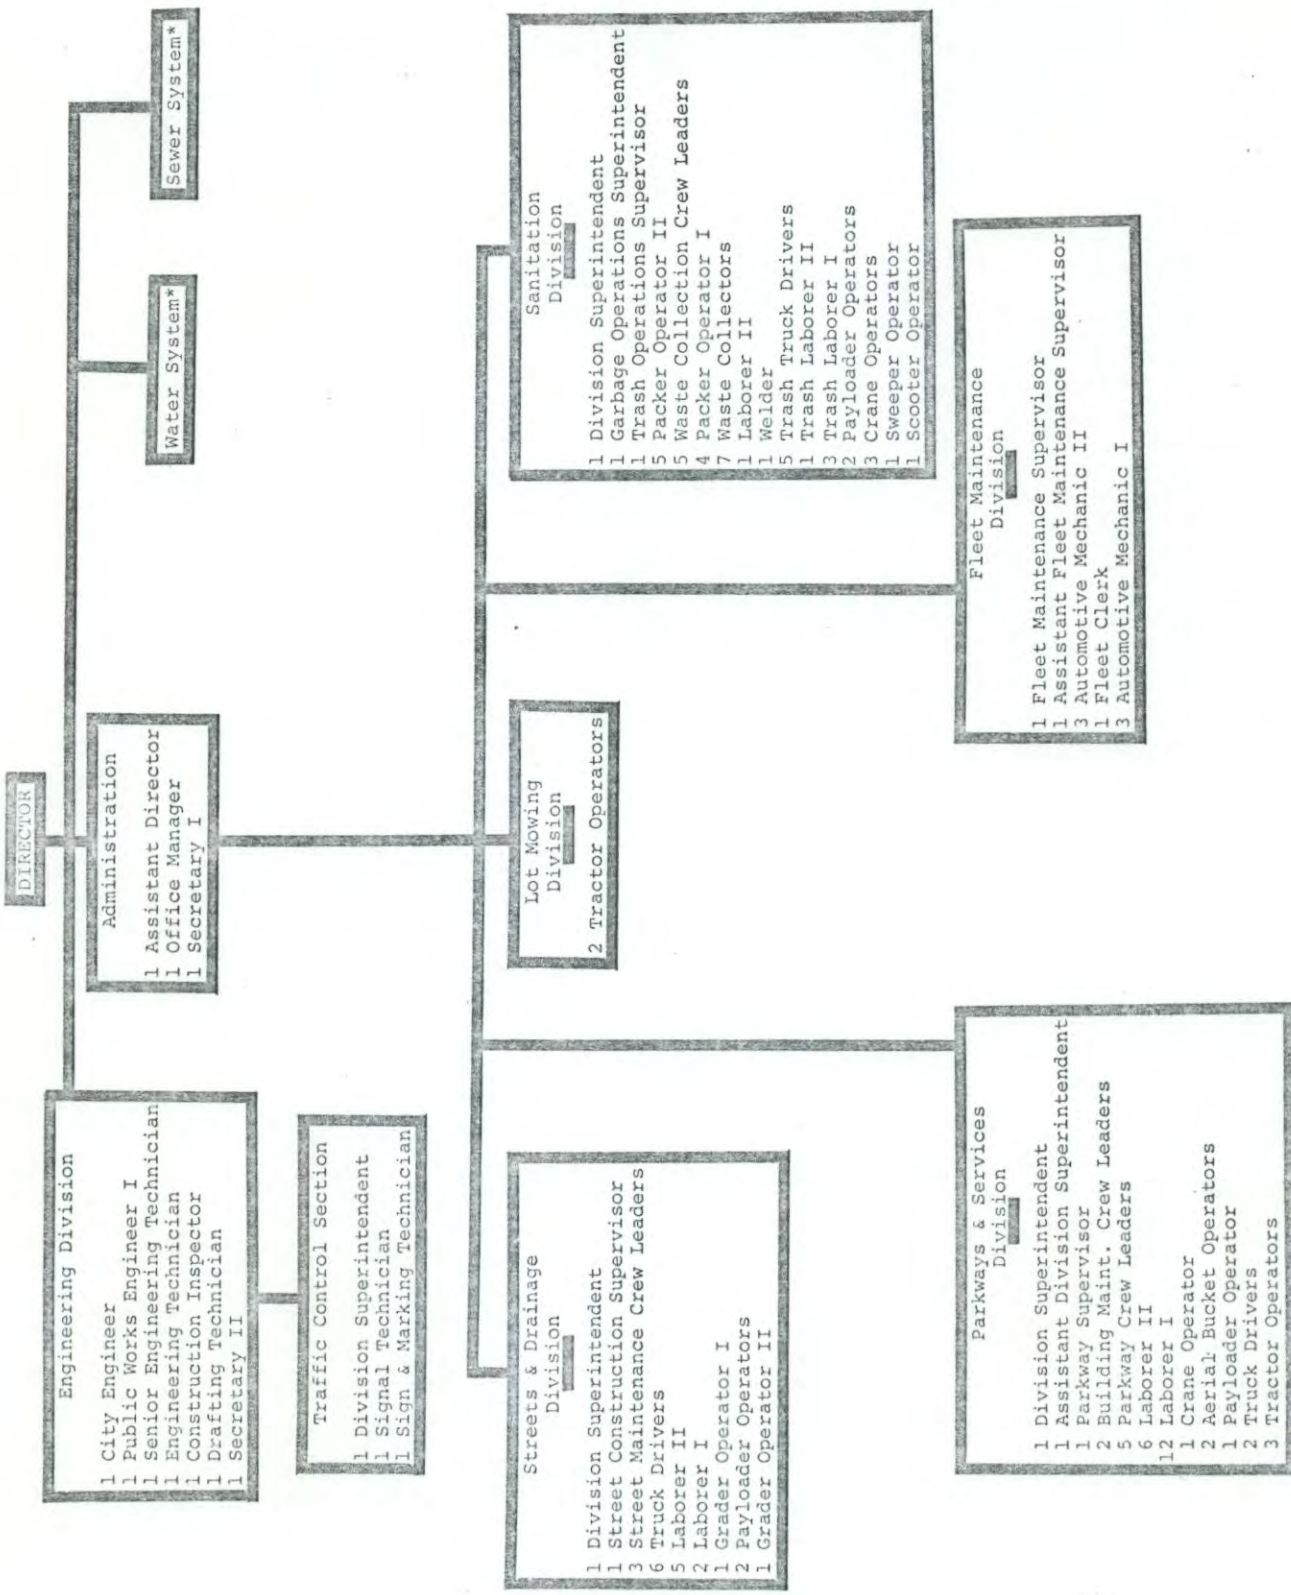 DIRECTOR
Engineering Division
1 City Engineer
1 Public Works Engineer I
1 Senior Engineering Technician
1 Engineering Technician
1 Construction Inspector
1 Drafting Technician
1 Secretary II
Administration
1 Assistant Director
1 Office Manager
1 Secretary I
Water System*
Sewer System*
Traffic Control Section
1 Division Superintendent
1 Signal Technician
1 Sign & Marking Technician
Streets & Drainage
Division
1 Division Superintendent
1 Street Construction Supervisor
3 Street Maintenance Crew Leaders
6 Truck Drivers
5 Laborer II
2 Laborer I
1 Grader Operator I
2 Payloader Operators
1 Grader Operator II
Lot Mowing
Division
2 Tractor Operators
Sanitation
Division
1 Division Superintendent
1 Garbage Operations Superintendent
1 Trash Operations Supervisor
5 Packer Operator II
5 Waste Collection Crew Leaders
4 Packer Operator I
7 Waste Collectors
1 Laborer II
1 Welder
5 Trash Truck Drivers
1 Trash Laborer II
3 Trash Laborer I
2 Payloader Operators
3 Crane Operators
1 Sweeper Operator
1 Scooter Operator
Parkways & Services
Division
1 Division Superintendent
1 Assistant Division Superintendent
1 Parkway Supervisor
2 Building Maint. Crew Leaders
5 Parkway Crew Leaders
6 Laborer II
12 Laborer I
1 Crane Operator
2 Aerial Bucket Operators
1 Payloader Operator
2 Truck Drivers
3 Tractor Operators
Fleet Maintenance
Division
1 Fleet Maintenance Supervisor
1 Assistant Fleet Maintenance Supervisor
3 Automotive Mechanic II
1 Fleet Clerk
3 Automotive Mechanic I